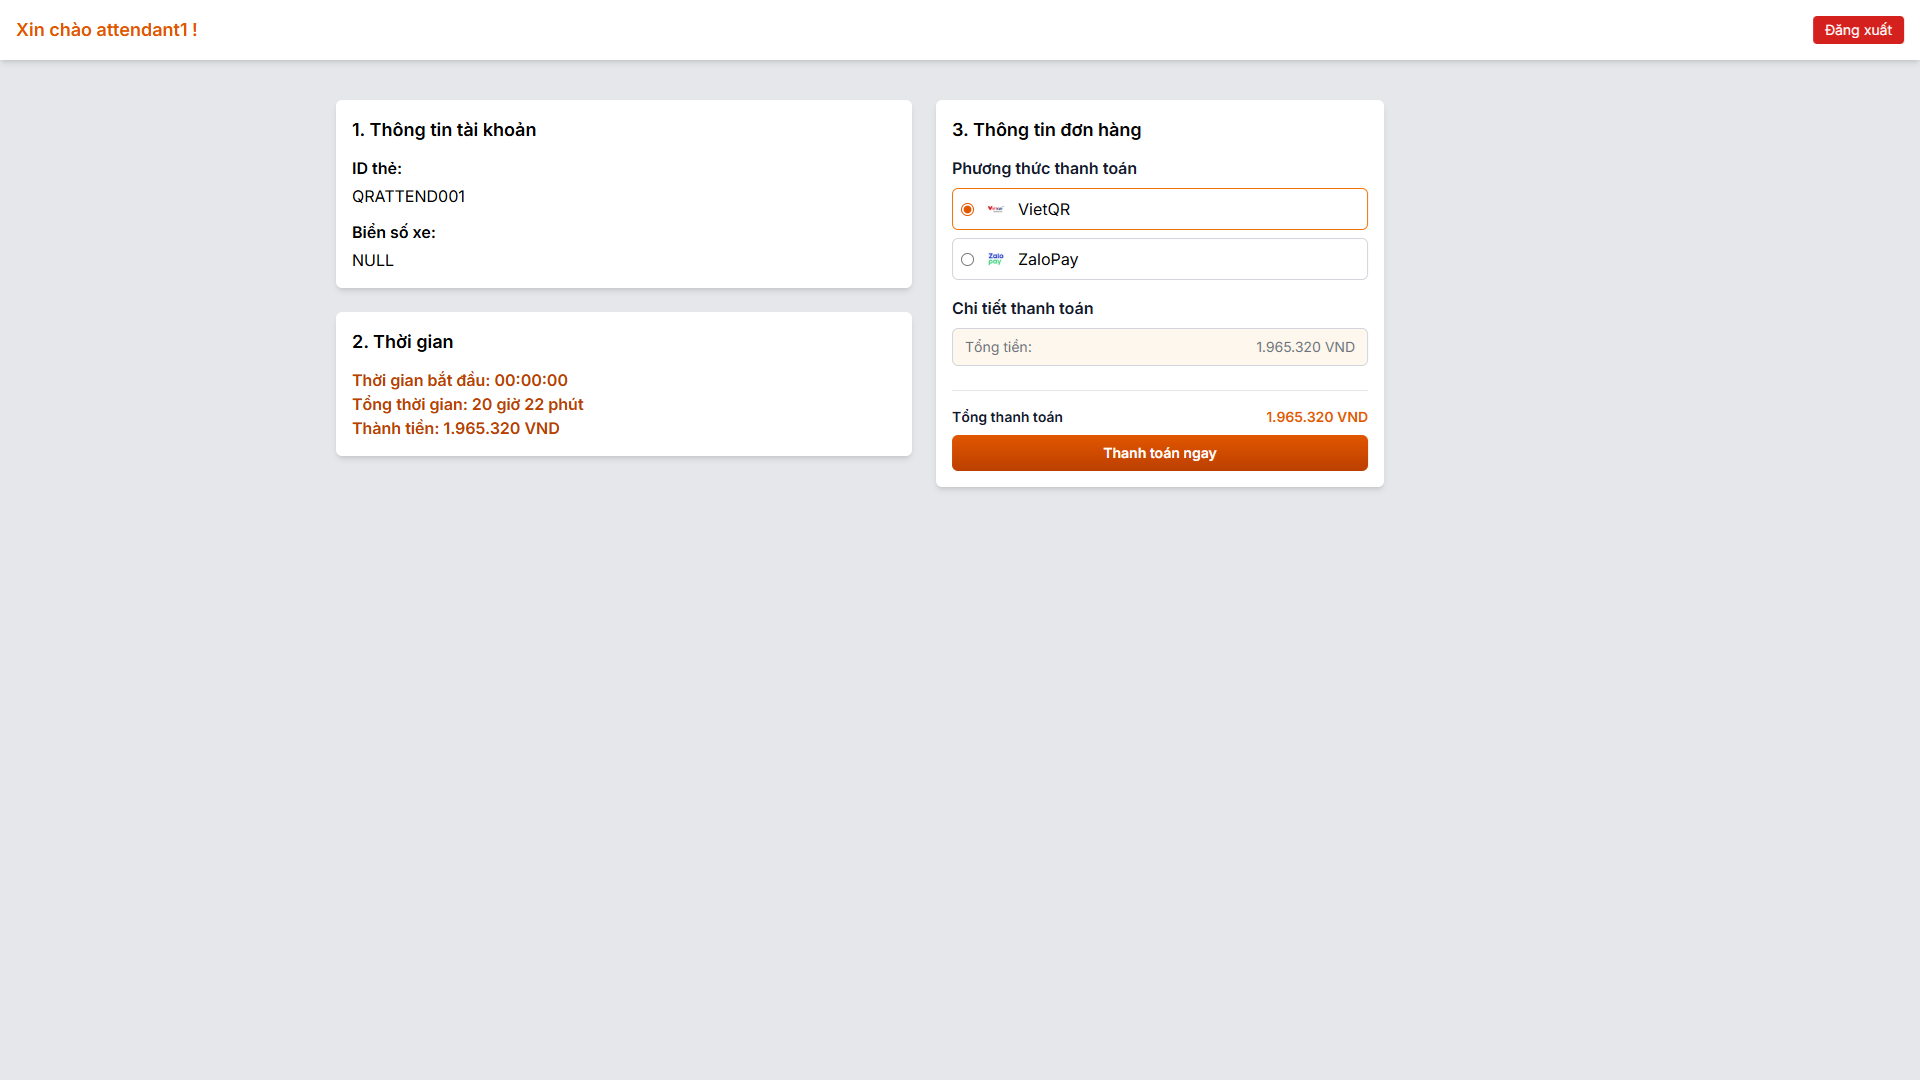 Xin chào attendant1 !
Đăng xuất
1. Thông tin tài khoản
ID thẻ:
QRATTEND001
Biển số xe:
NULL
2. Thời gian
Thời gian bắt đầu: 00:00:00
Tổng thời gian: 20 giờ 22 phút
Thành tiền: 1.965.320 VND
3. Thông tin đơn hàng
Phương thức thanh toán
VietQR
Zalo pay ZaloPay
Chi tiết thanh toán
Tổng tiền: 1.965.320 VND
Tổng thanh toán 1.965.320 VND
Thanh toán ngay